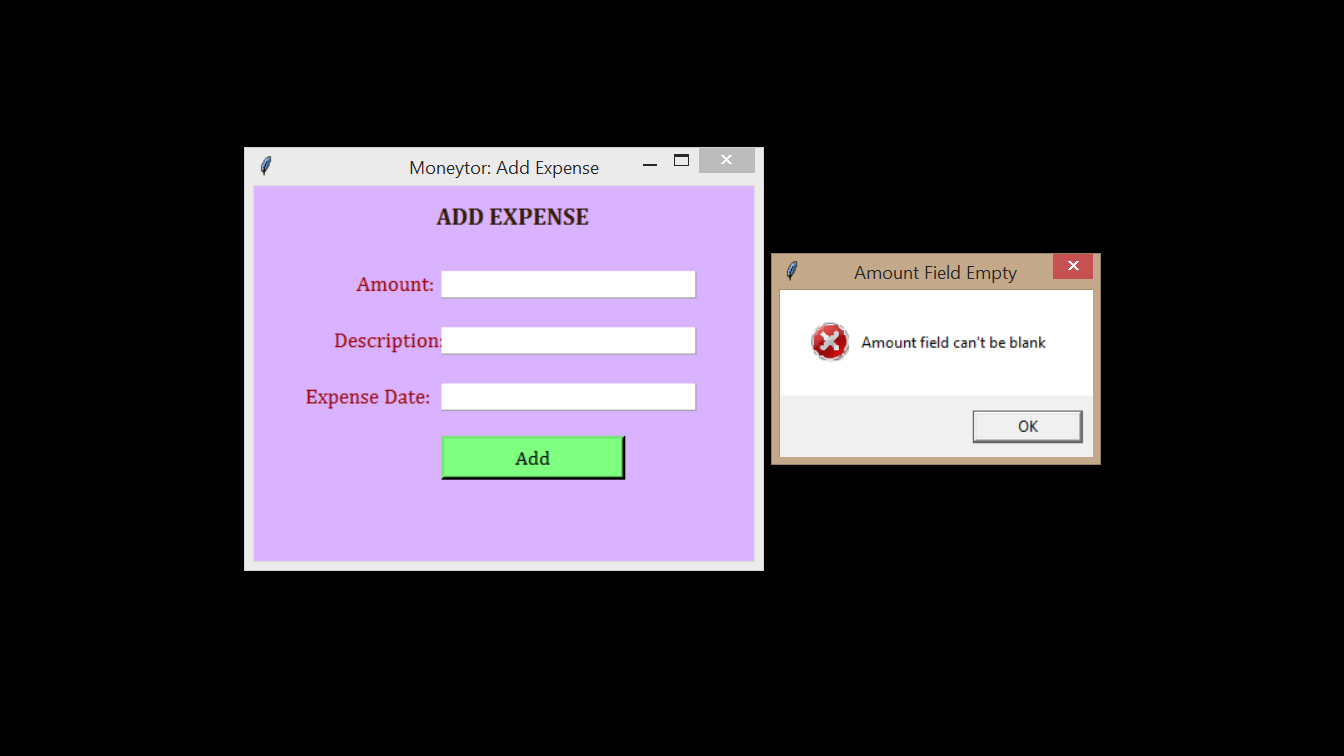 Moneytor: Add Expense
ADD EXPENSE
Amount:
Description:
Expense Date:
Add
Amount Field Empty
Amount field can't be blank
OK